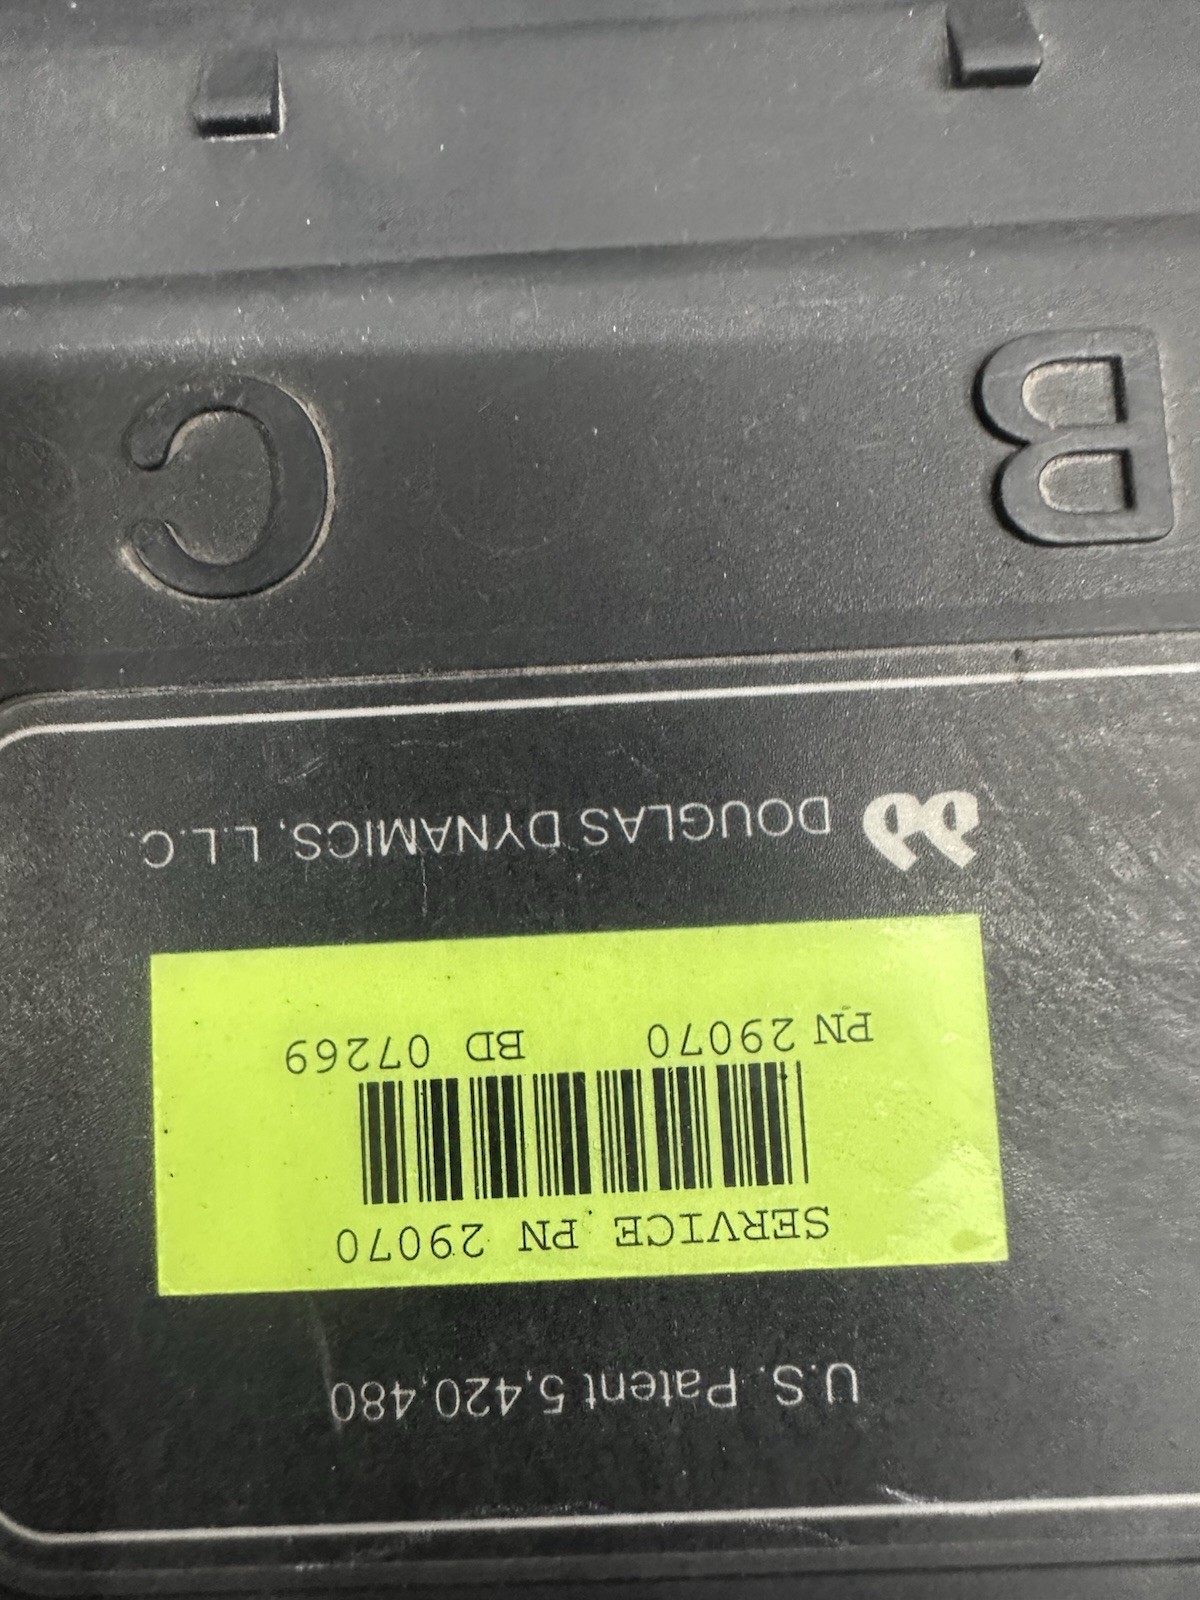 U.S. Patent 5,420,480
SERVICE PN 29070
PN 29070 BD 07269
DOUGLAS DYNAMICS, L.L.C.
B C